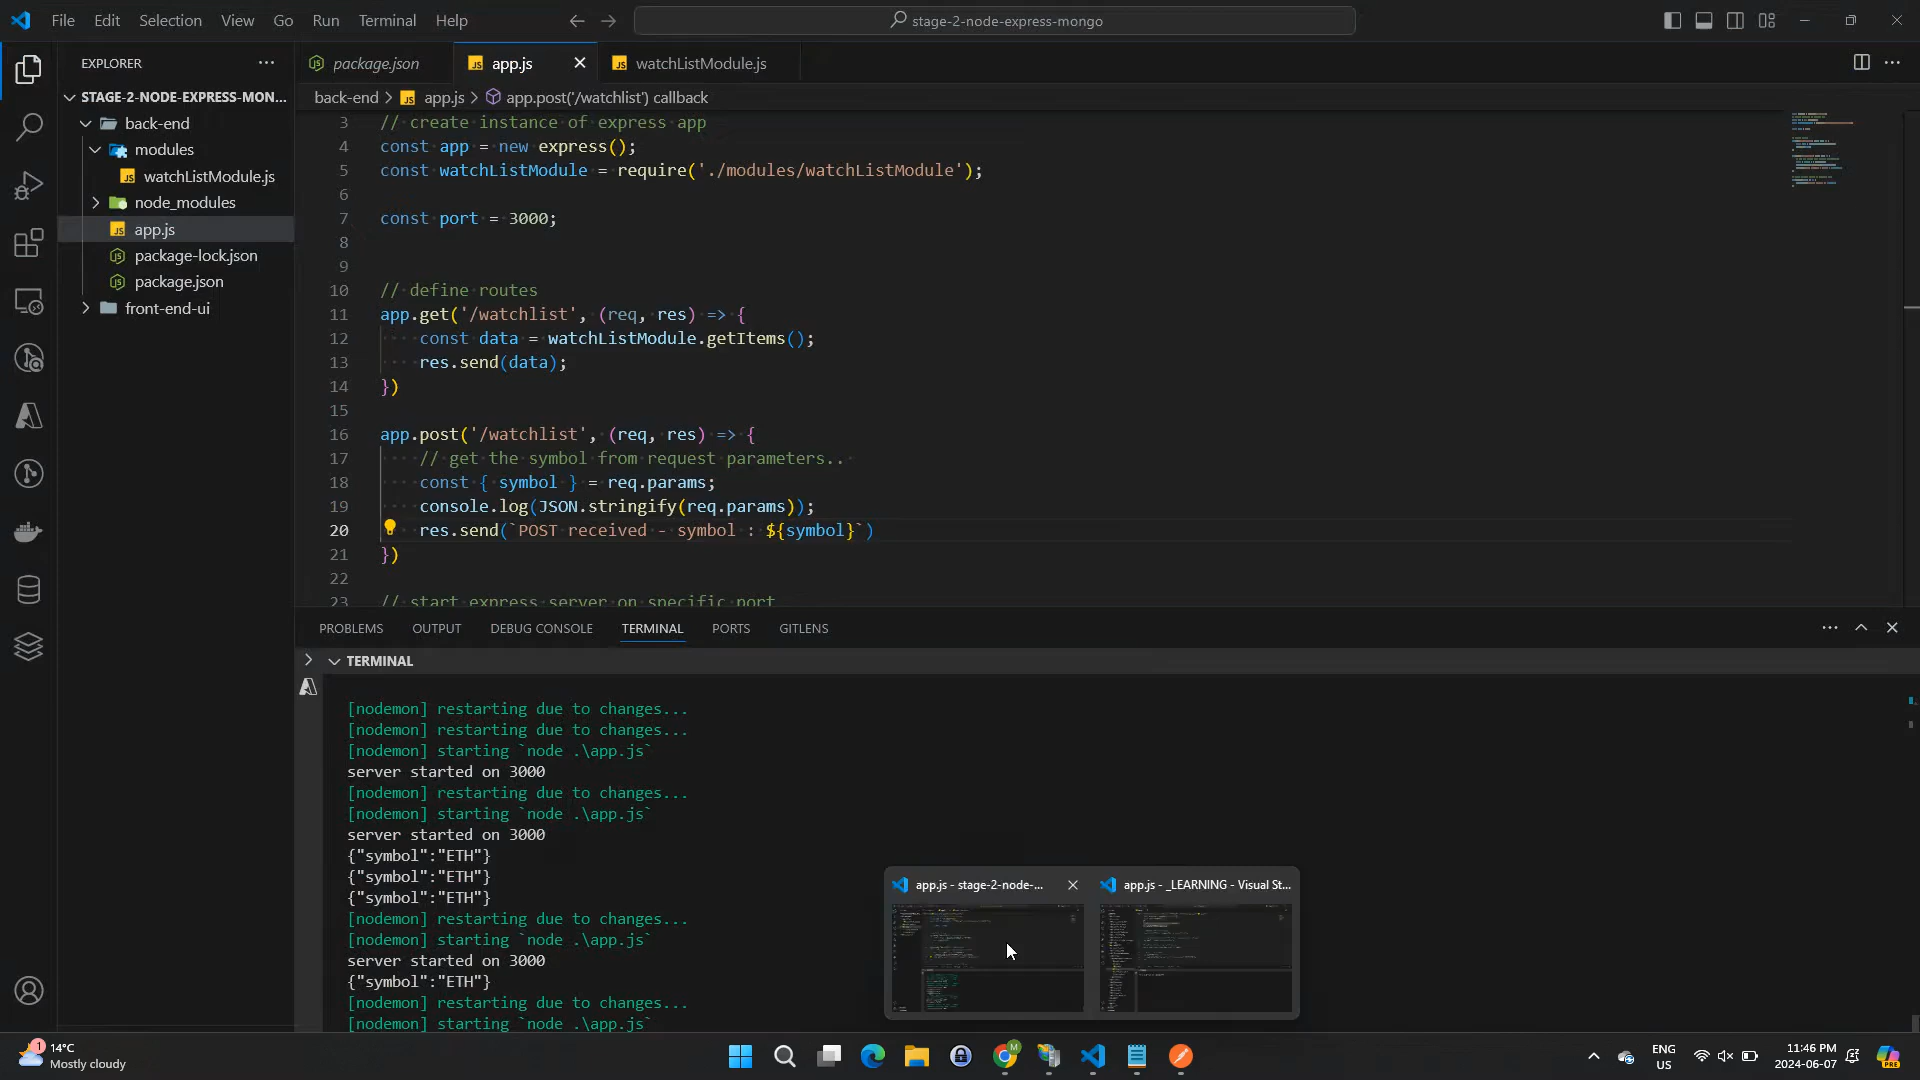 File Edit Selection View Go Run Terminal Help
stage-2-node-express-mongo
EXPLORER
package.json
app.js
watchListModule.js
STAGE-2-NODE-EXPRESS-MON...
back-end
modules
watchListModule.js
node_modules
app.js
package-lock.json
package.json
front-end-ui
back-end > app.js > app.post('/watchlist') callback
3 // create instance of express app
4 const app = new express();
5 const watchListModule = require('./modules/watchListModule');
6
7 const port = 3000;
8
9
10 // define routes
11 app.get('/watchlist', (req, res) => {
12 const data = watchListModule.getItems();
13 res.send(data);
14 })
15
16 app.post('/watchlist', (req, res) => {
17 // get the symbol from request parameters..
18 const { symbol } = req.params;
19 console.log(JSON.stringify(req.params));
20 res.send(`POST received - symbol : ${symbol}`)
21 })
22
23 // start express server on specific port
PROBLEMS OUTPUT DEBUG CONSOLE TERMINAL PORTS GITLENS
TERMINAL
[nodemon] restarting due to changes...
[nodemon] restarting due to changes...
[nodemon] starting `node .\app.js`
server started on 3000
[nodemon] restarting due to changes...
[nodemon] starting `node .\app.js`
server started on 3000
{"symbol":"ETH"}
{"symbol":"ETH"}
{"symbol":"ETH"}
[nodemon] restarting due to changes...
[nodemon] starting `node .\app.js`
server started on 3000
{"symbol":"ETH"}
[nodemon] restarting due to changes...
[nodemon] starting `node .\app.js`
app.js - stage-2-node-...
app.js - _LEARNING - Visual St...
1
14°C
Mostly cloudy
M
ENG
US
11:46 PM
2024-06-07
PRE